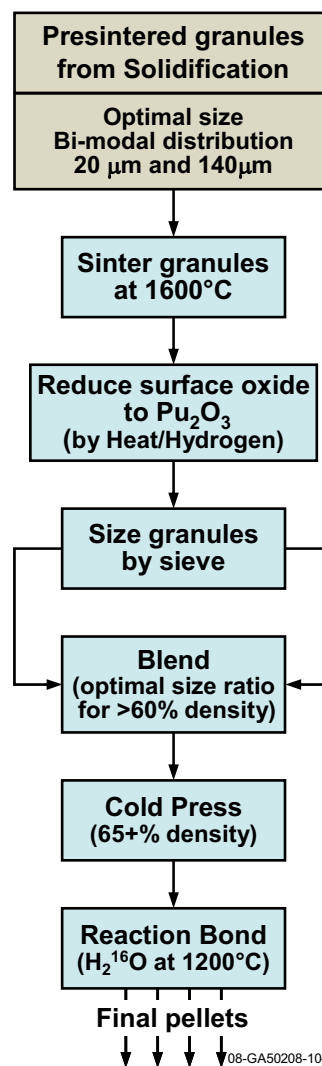 Presintered granules
from Solidification
Optimal size
Bi-modal distribution
20 μm and 140μm
Sinter granules
at 1600°C
Reduce surface oxide
to Pu₂O₃
(by Heat/Hydrogen)
Size granules
by sieve
Blend
(optimal size ratio
for >60% density)
Cold Press
(65+% density)
Reaction Bond
(H₂¹⁶O at 1200°C)
Final pellets
08-GA50208-10